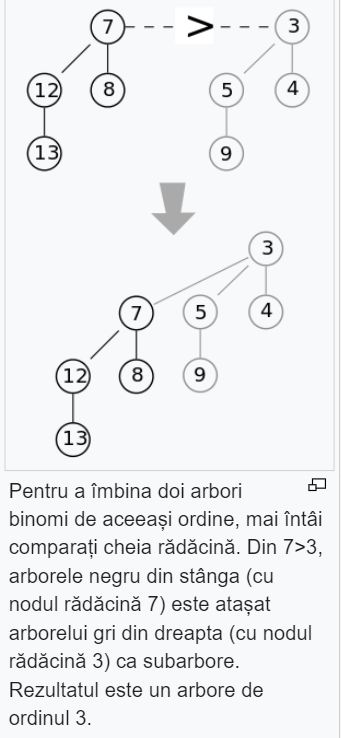 7 > 3
12 8 5 4
13 9
3
7 5 4
12 8 9
13
Pentru a îmbina doi arbori
binomi de aceeași ordine, mai întâi
comparați cheia rădăcină. Din 7>3,
arborele negru din stânga (cu
nodul rădăcină 7) este atașat
arborelui gri din dreapta (cu nodul
rădăcină 3) ca subarbore.
Rezultatul este un arbore de
ordinul 3.